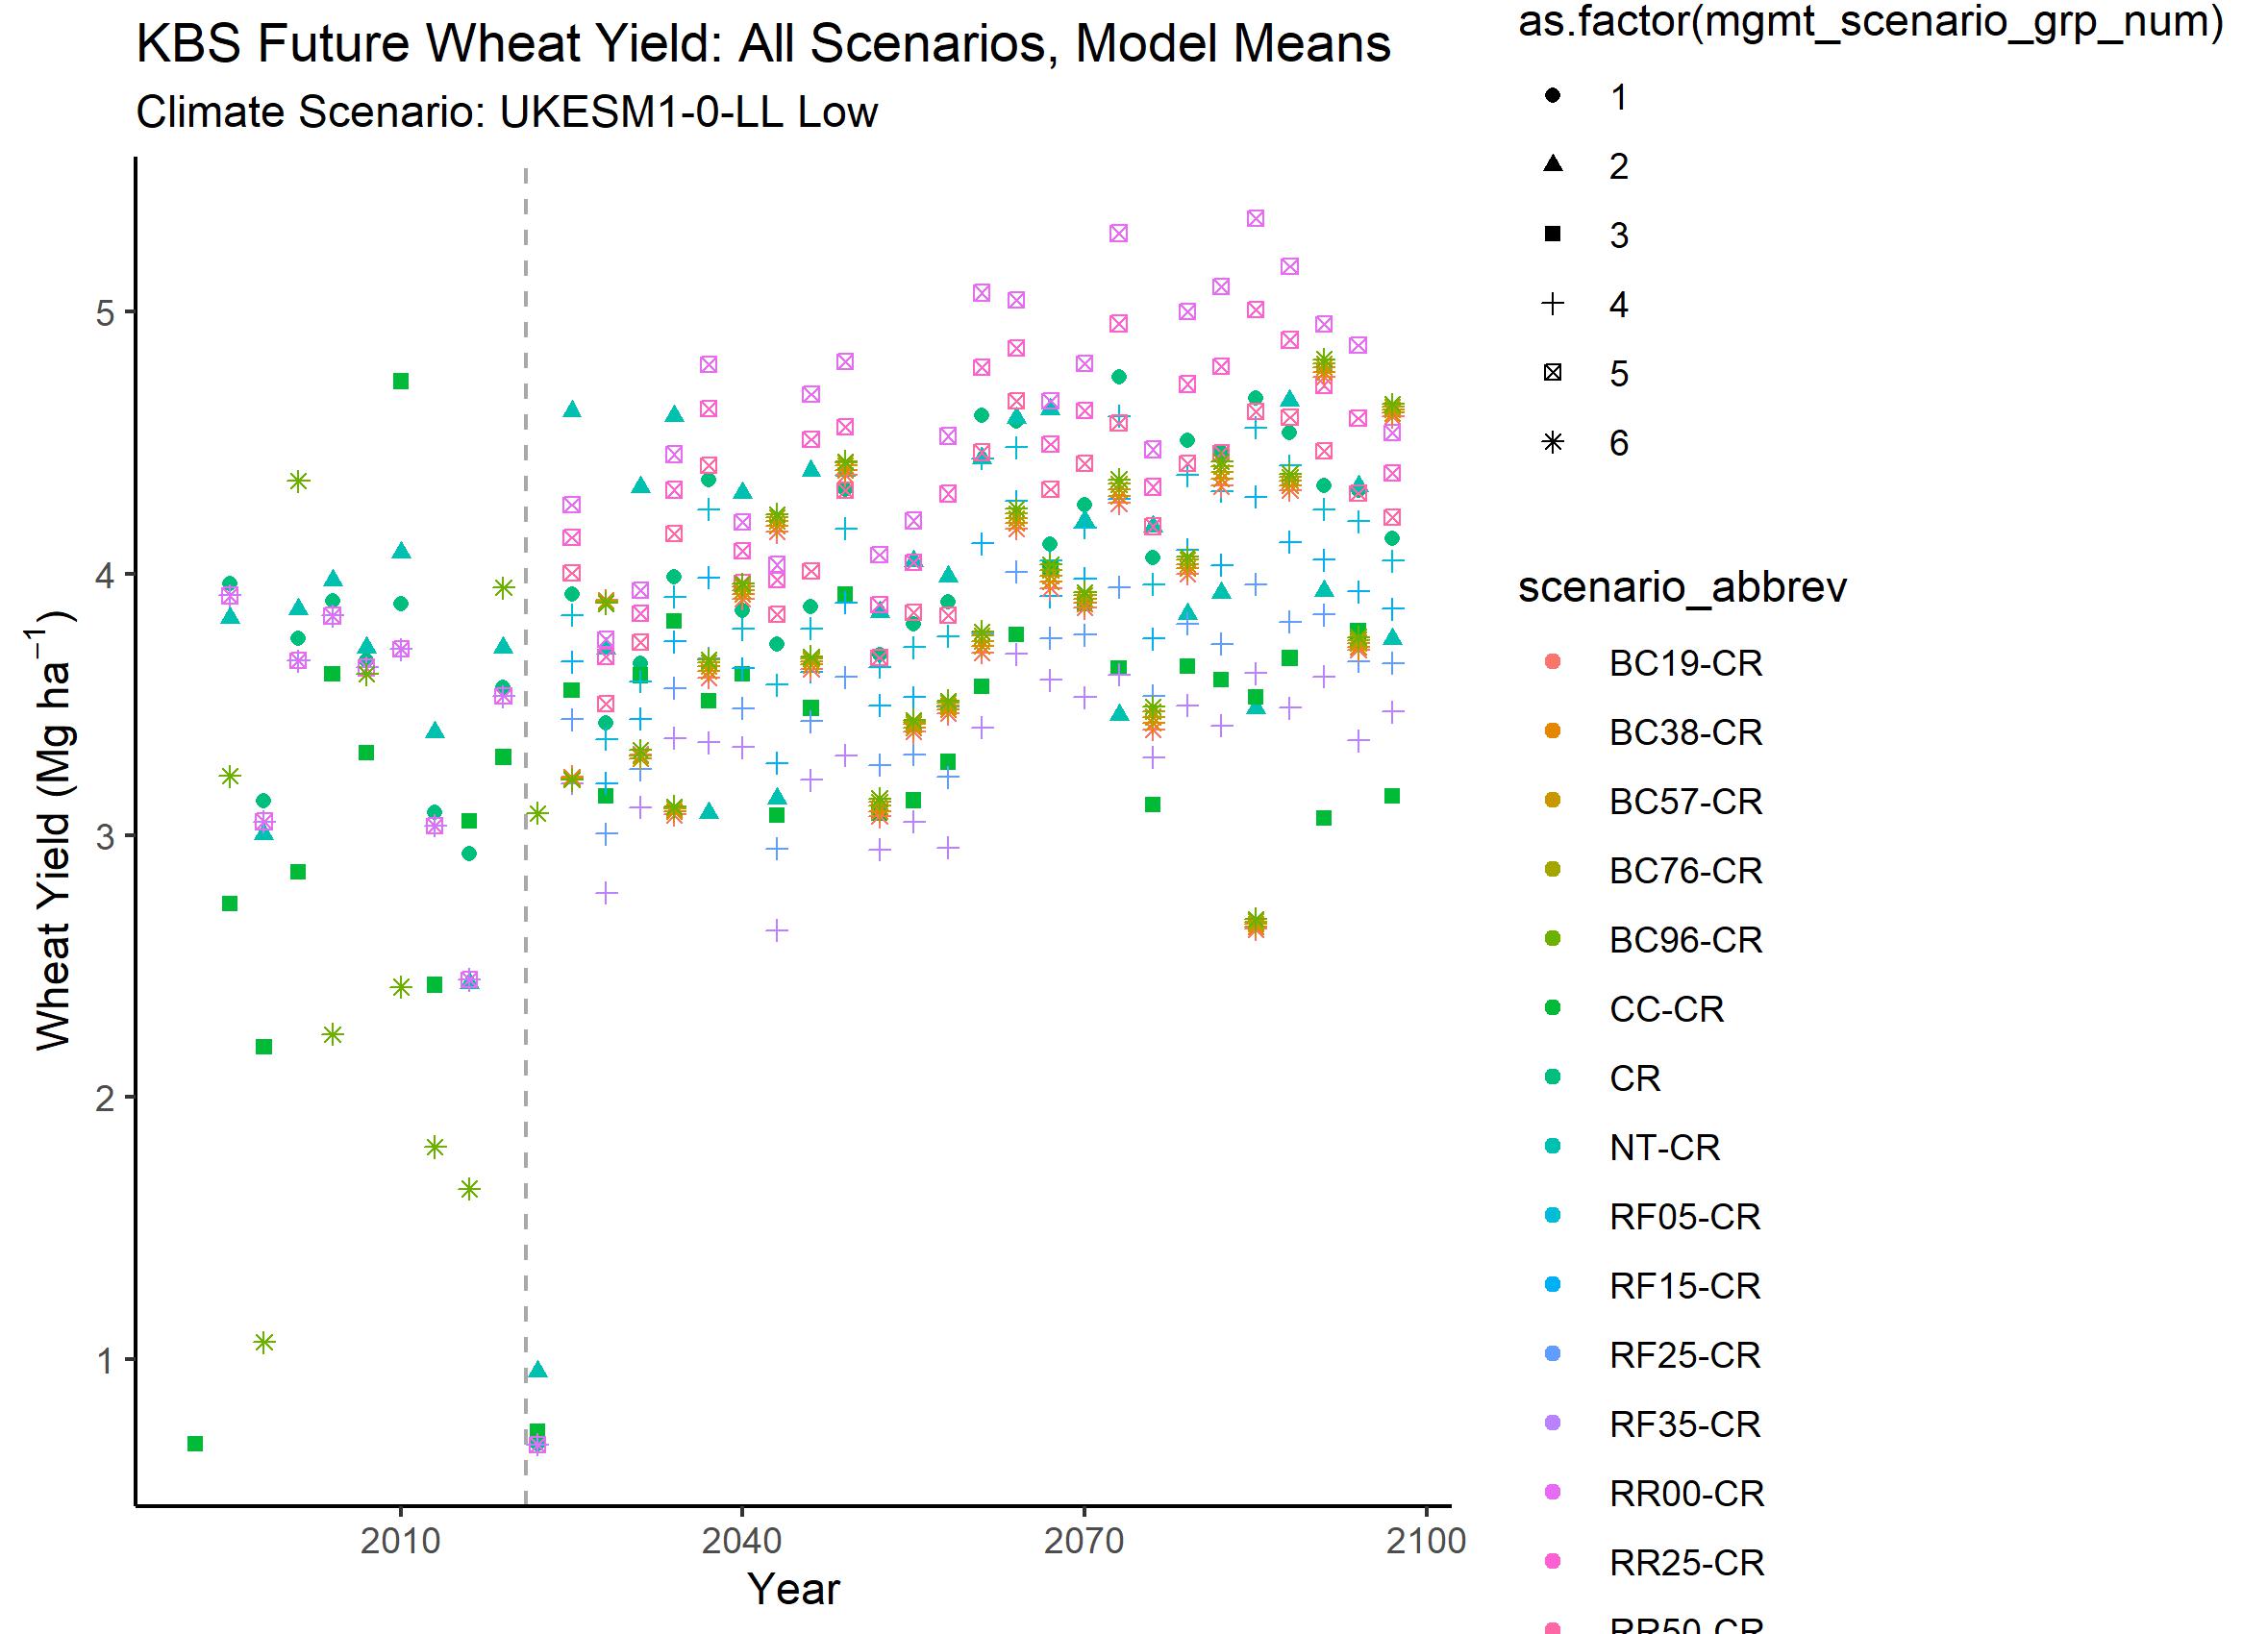 KBS Future Wheat Yield: All Scenarios, Model Means
Climate Scenario: UKESM1-0-LL Low
Wheat Yield (Mg ha⁻¹)
5
4
3
2
1
2010
2040
2070
2100
Year
as.factor(mgmt_scenario_grp_num)
1
2
3
4
5
6
scenario_abbrev
BC19-CR
BC38-CR
BC57-CR
BC76-CR
BC96-CR
CC-CR
CR
NT-CR
RF05-CR
RF15-CR
RF25-CR
RF35-CR
RR00-CR
RR25-CR
RR50-CR